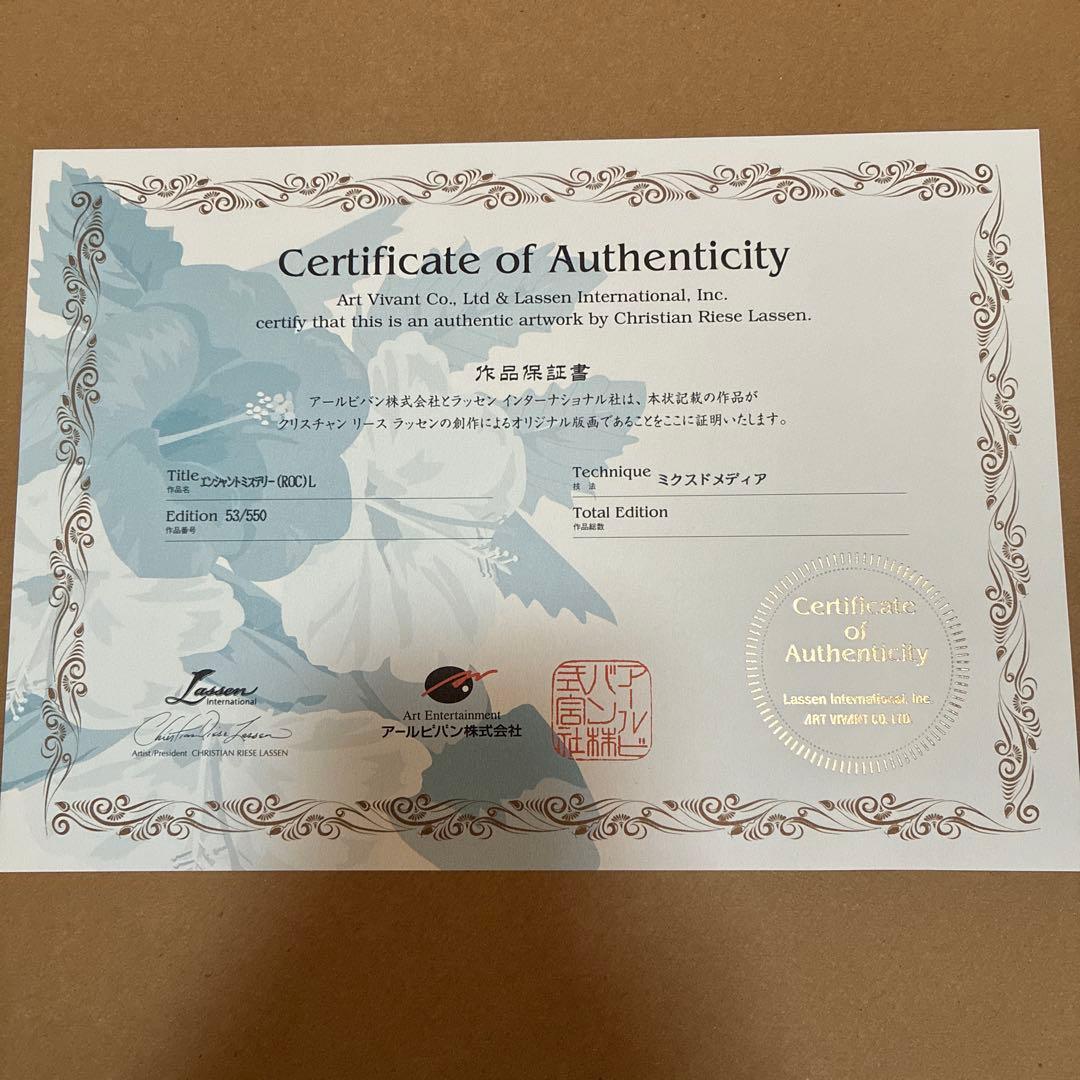 Certificate of Authenticity
Art Vivant Co., Ltd & Lassen International, Inc.
certify that this is an authentic artwork by Christian Riese Lassen.
作品保証書
アールビバン株式会社とラッセン インターナショナル社は、本状記載の作品が
クリスチャン リース ラッセンの創作によるオリジナル版画であることをここに証明いたします。
Title エンシャントミステリー(ROC)L
作品名
Technique ミクスドメディア
技 法
Edition 53/550
作品番号
Total Edition
作品総数
Lassen
International
Christian Riese Lassen
Artist/President CHRISTIAN RIESE LASSEN
Art Entertainment
アールビバン株式会社
アールビ
バン株
式会社
Certificate
of
Authenticity
Lassen International, Inc.
ART VIVANT CO. LTD.